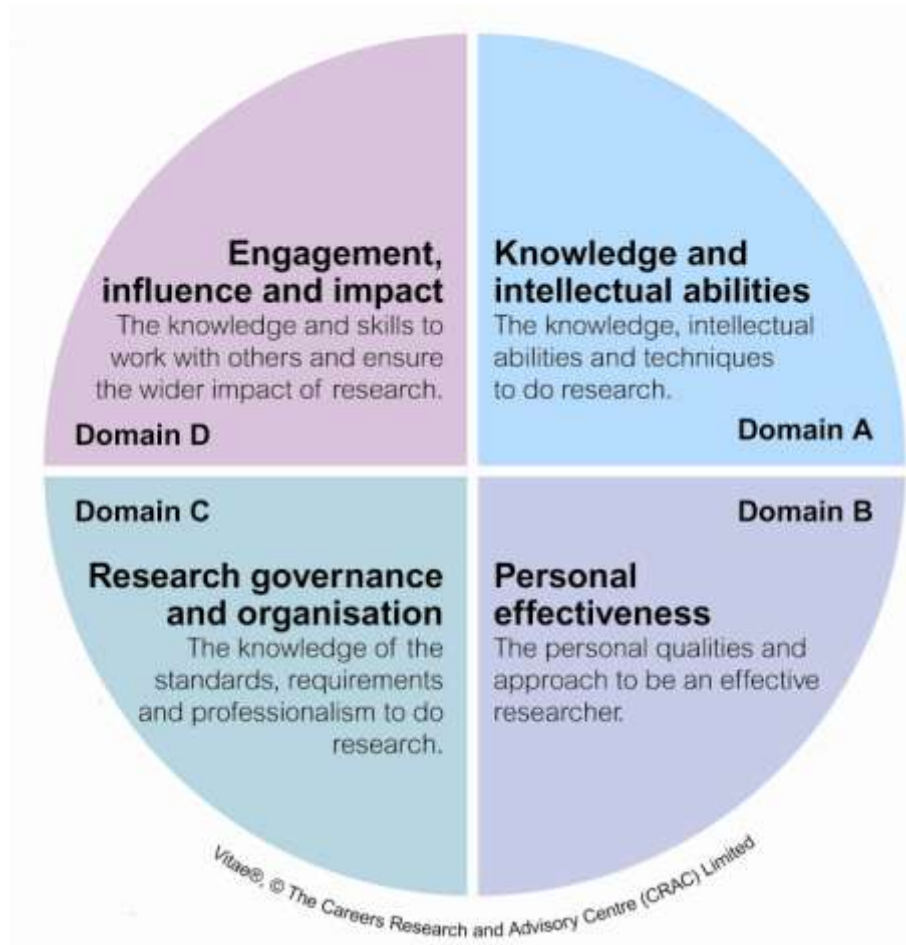 Engagement,
influence and impact
The knowledge and skills to
work with others and ensure
the wider impact of research.
Domain D
Knowledge and
intellectual abilities
The knowledge, intellectual
abilities and techniques
to do research.
Domain A
Domain C
Research governance
and organisation
The knowledge of the
standards, requirements
and professionalism to do
research.
Domain B
Personal
effectiveness
The personal qualities and
approach to be an effective
researcher.
Vitae®, © The Careers Research and Advisory Centre (CRAC) Limited